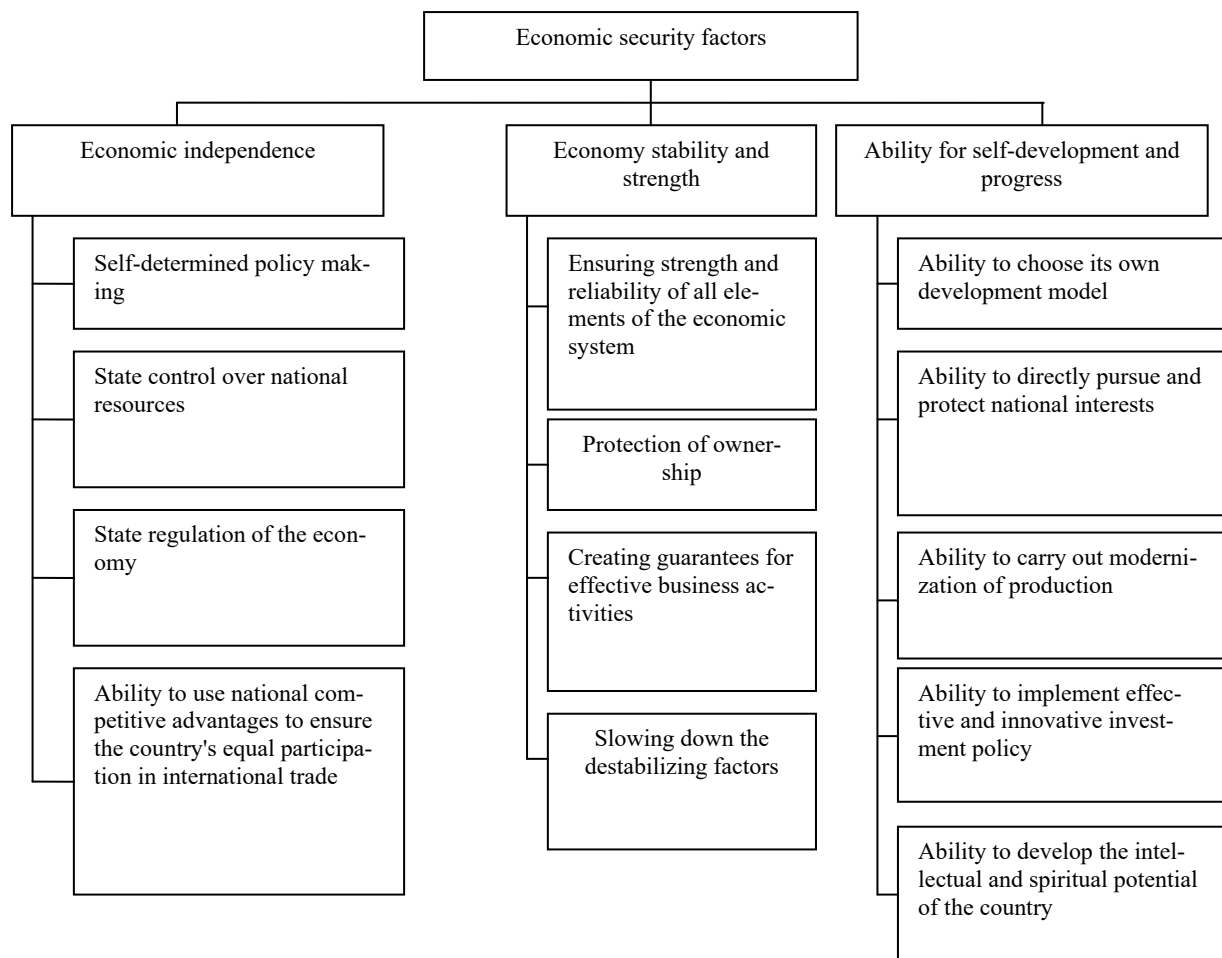 Economic security factors
Economic independence
Self-determined policy mak-
ing
State control over national
resources
State regulation of the econ-
omy
Ability to use national com-
petitive advantages to ensure
the country's equal participa-
tion in international trade
Economy stability and
strength
Ensuring strength and
reliability of all ele-
ments of the economic
system
Protection of owner-
ship
Creating guarantees for
effective business ac-
tivities
Slowing down the
destabilizing factors
Ability for self-development and
progress
Ability to choose its own
development model
Ability to directly pursue and
protect national interests
Ability to carry out moderni-
zation of production
Ability to implement effec-
tive and innovative invest-
ment policy
Ability to develop the intel-
lectual and spiritual potential
of the country